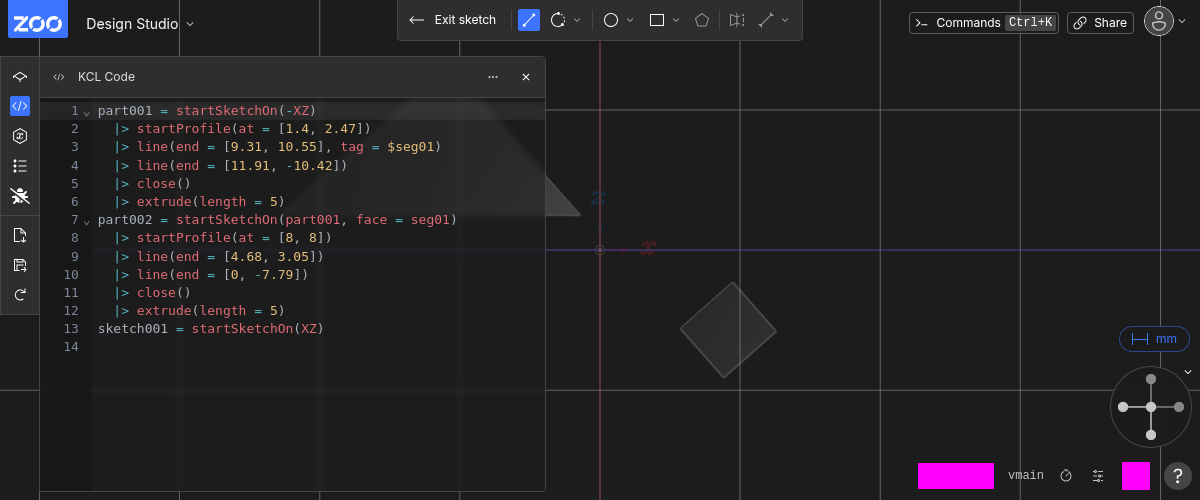 ZOO Design Studio Exit sketch Commands Ctrl+K Share
KCL Code
1 part001 = startSketchOn(-XZ)
2 |> startProfile(at = [1.4, 2.47])
3 |> line(end = [9.31, 10.55], tag = $seg01)
4 |> line(end = [11.91, -10.42])
5 |> close()
6 |> extrude(length = 5)
7 part002 = startSketchOn(part001, face = seg01)
8 |> startProfile(at = [8, 8])
9 |> line(end = [4.68, 3.05])
10 |> line(end = [0, -7.79])
11 |> close()
12 |> extrude(length = 5)
13 sketch001 = startSketchOn(XZ)
14
z
x
mm
vmain ?